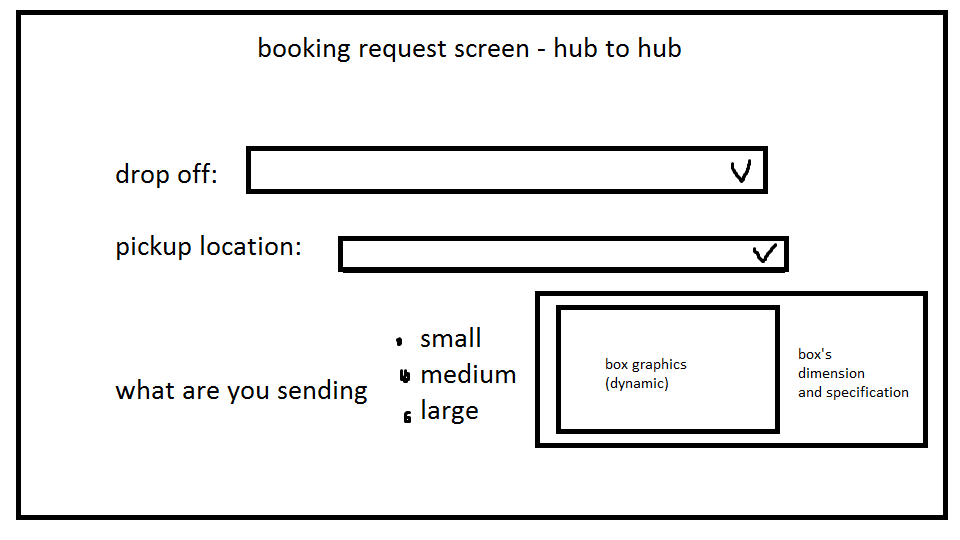 booking request screen - hub to hub
drop off:
pickup location:
what are you sending
small
medium
large
box graphics
(dynamic)
box's
dimension
and specification